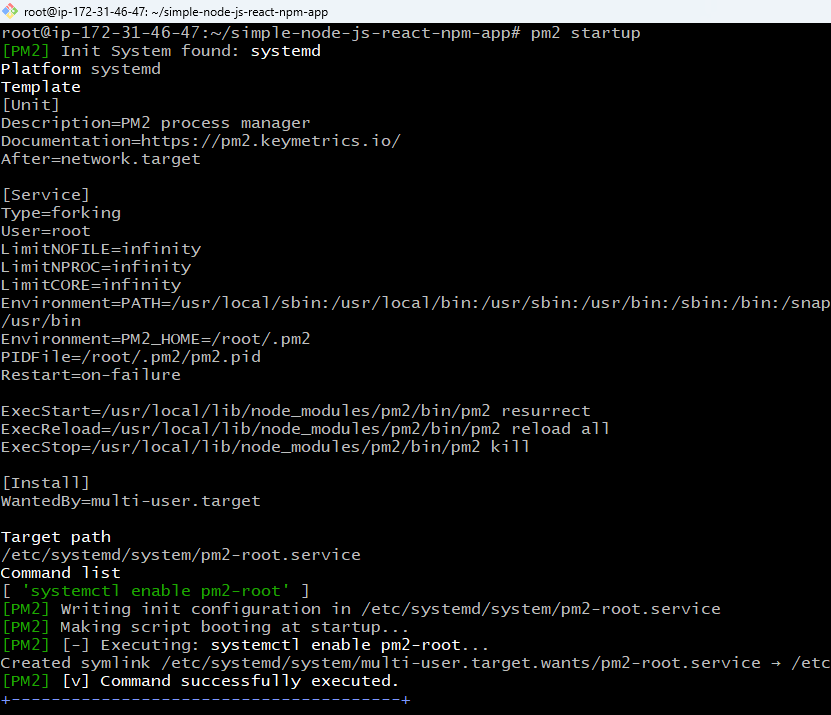 root@ip-172-31-46-47: ~/simple-node-js-react-npm-app
root@ip-172-31-46-47:~/simple-node-js-react-npm-app# pm2 startup
[PM2] Init System found: systemd
Platform systemd
Template
[Unit]
Description=PM2 process manager
Documentation=https://pm2.keymetrics.io/
After=network.target

[Service]
Type=forking
User=root
LimitNOFILE=infinity
LimitNPROC=infinity
LimitCORE=infinity
Environment=PATH=/usr/local/sbin:/usr/local/bin:/usr/sbin:/usr/bin:/sbin:/bin:/snap
/usr/bin
Environment=PM2_HOME=/root/.pm2
PIDFile=/root/.pm2/pm2.pid
Restart=on-failure

ExecStart=/usr/local/lib/node_modules/pm2/bin/pm2 resurrect
ExecReload=/usr/local/lib/node_modules/pm2/bin/pm2 reload all
ExecStop=/usr/local/lib/node_modules/pm2/bin/pm2 kill

[Install]
WantedBy=multi-user.target

Target path
/etc/systemd/system/pm2-root.service
Command list
[ 'systemctl enable pm2-root' ]
[PM2] Writing init configuration in /etc/systemd/system/pm2-root.service
[PM2] Making script booting at startup...
[PM2] [-] Executing: systemctl enable pm2-root...
Created symlink /etc/systemd/system/multi-user.target.wants/pm2-root.service → /etc
[PM2] [v] Command successfully executed.
+---------------------------------------+